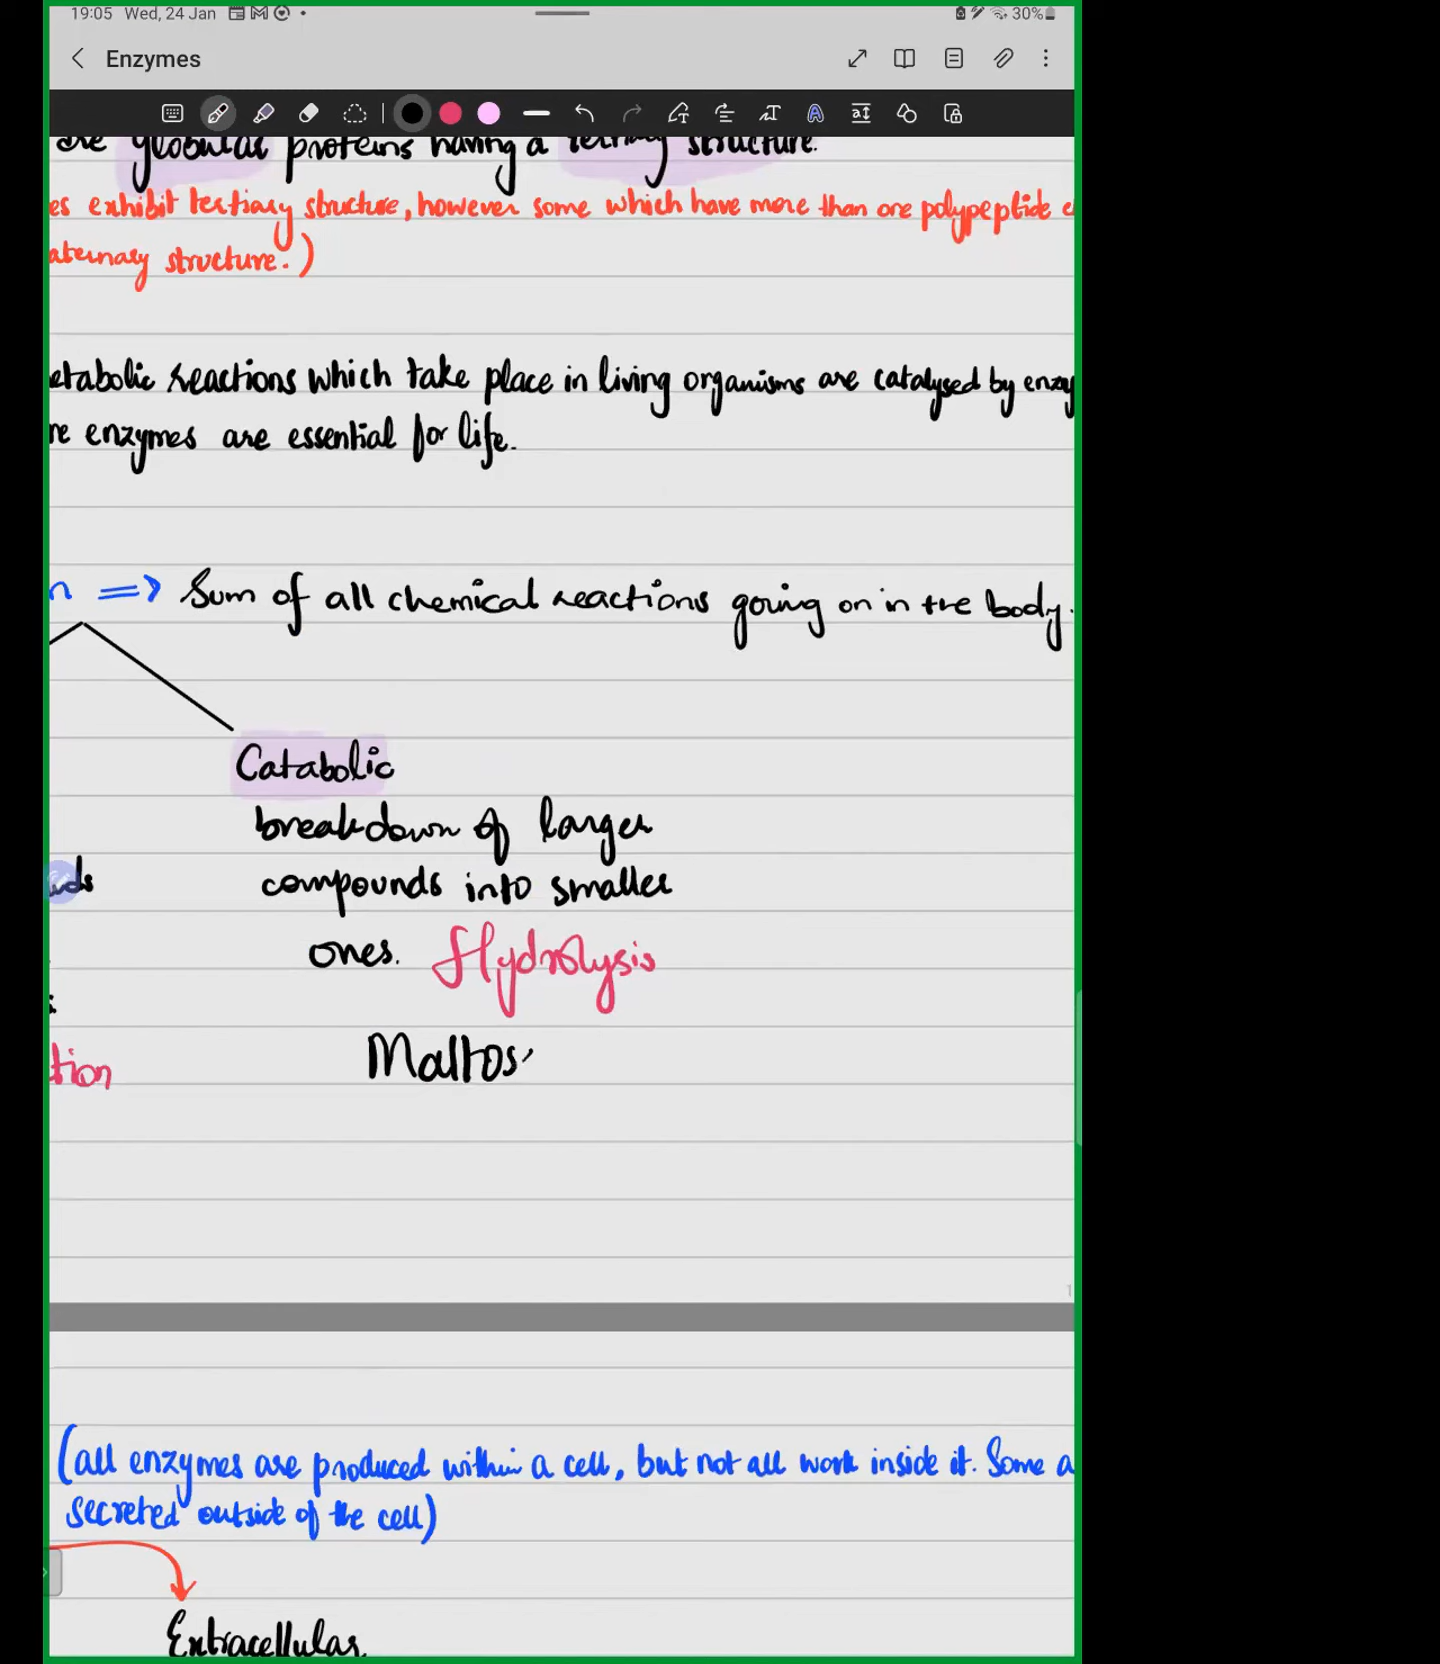 19:05 Wed, 24 Jan
30%
Enzymes
are globular proteins having a structure.
es exhibit tertiary structure, however some which have more than one polypeptide c
aternary structure.)
etabolic reactions which take place in living organisms are catalysed by enzy
re enzymes are essential for life.
n => Sum of all chemical reactions going on in the body.
Catabolic
breakdown of larger
compounds into smaller
ones. Hydrolysis
tion
Maltos
1
(all enzymes are produced within a cell, but not all work inside it. Some a
secreted outside of the cell)
Extracellular